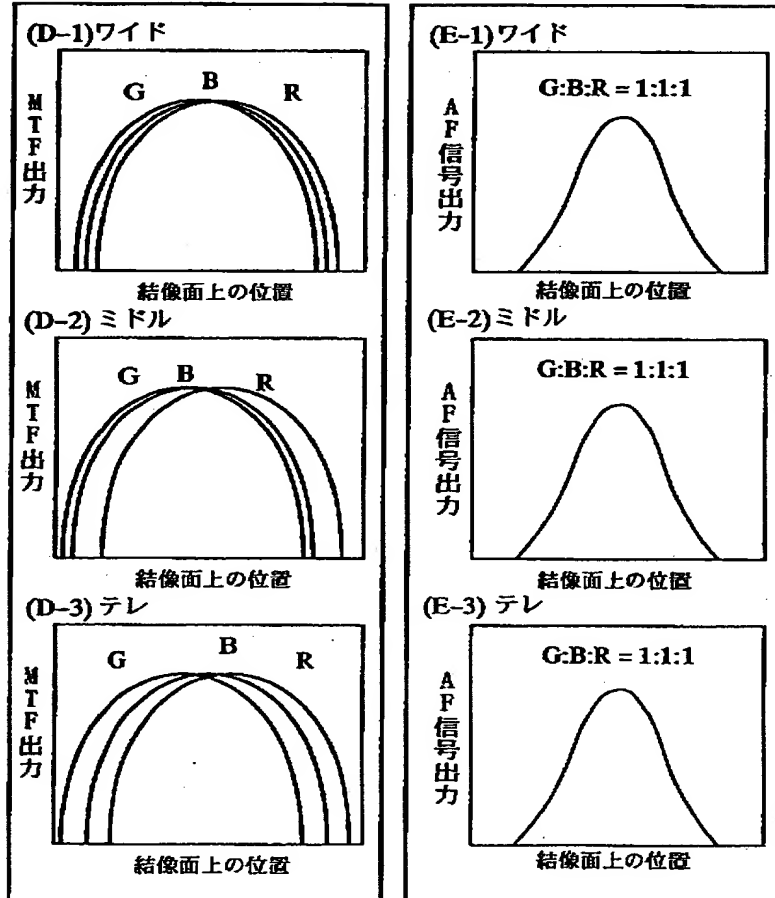 (D-1)ワイド
G B R
MTF出力
結像面上の位置
(D-2) ミドル
G B R
MTF出力
結像面上の位置
(D-3) テレ
G B R
MTF出力
結像面上の位置
(E-1)ワイド
G:B:R = 1:1:1
AF信号出力
結像面上の位置
(E-2)ミドル
G:B:R = 1:1:1
AF信号出力
結像面上の位置
(E-3) テレ
G:B:R = 1:1:1
AF信号出力
結像面上の位置